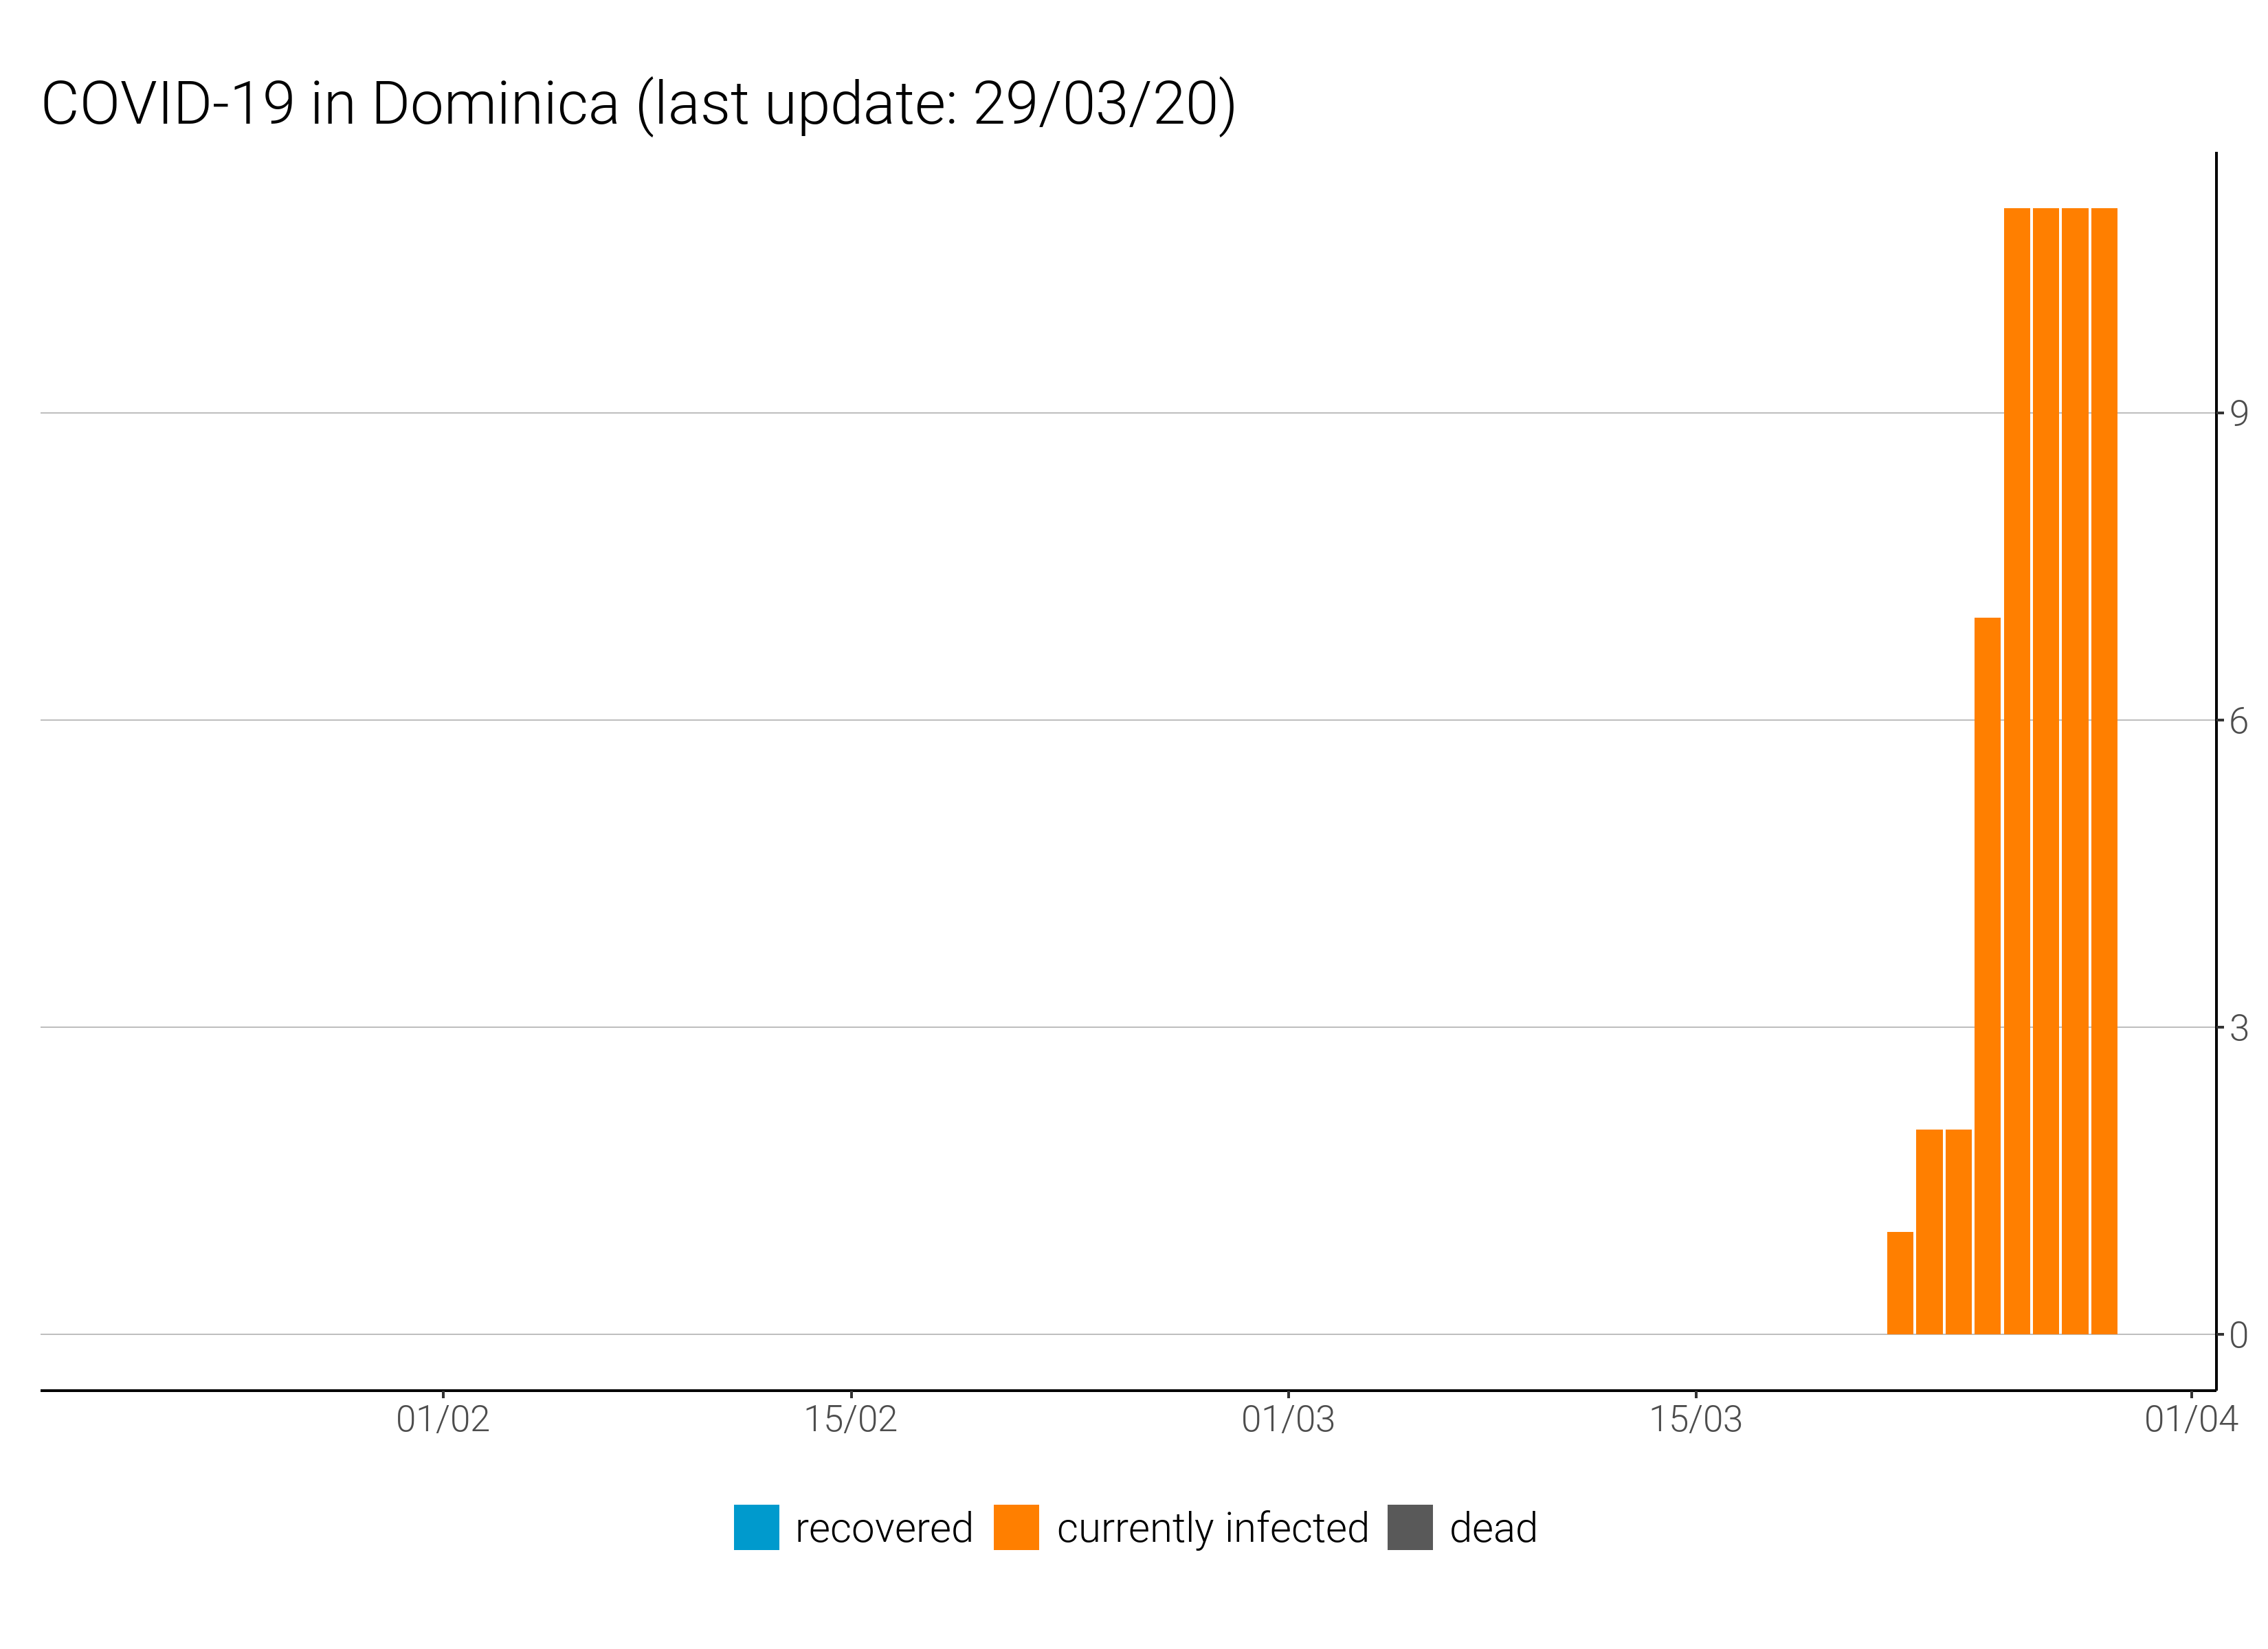 COVID-19 in Dominica (last update: 29/03/20)
9
6
3
0
01/02 15/02 01/03 15/03 01/04
recovered currently infected dead